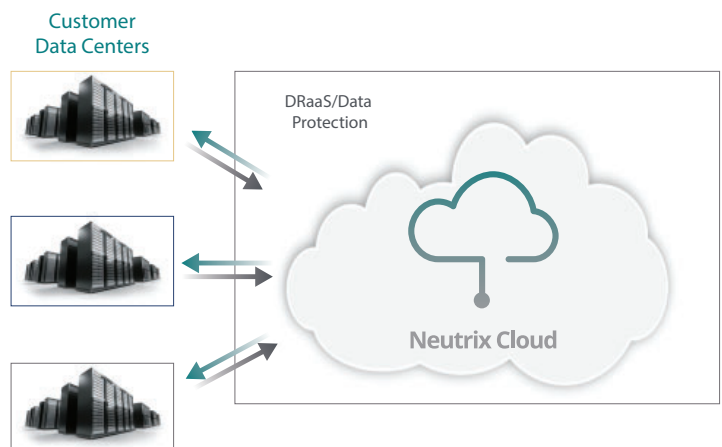 Customer
Data Centers
DRaaS/Data
Protection
Neutrix Cloud